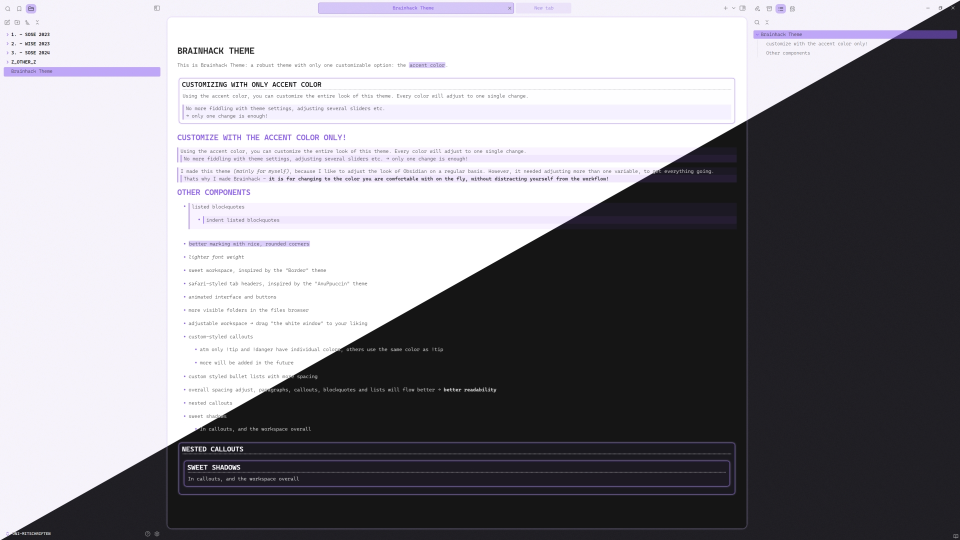 Brainhack Theme
New tab
1. - SOSE 2023
2. - WISE 2023
3. - SOSE 2024
Z_OTHER_Z
Brainhack Theme
Brainhack-Theme
customize with the accent color only!
Other components
BRAINHACK THEME
This is Brainhack Theme: a robust theme with only one customizable option: the accent color.
CUSTOMIZING WITH ONLY ACCENT COLOR
Using the accent color, you can customize the entire look of this theme. Every color will adjust to one single change.
No more fiddling with theme settings, adjusting several sliders etc.
→ only one change is enough!
CUSTOMIZE WITH THE ACCENT COLOR ONLY!
Using the accent color, you can customize the entire look of this theme. Every color will adjust to one single change.
No more fiddling with theme settings, adjusting several sliders etc. → only one change is enough!
I made this theme (mainly for myself), because I like to adjust the look of Obsidian on a regular basis. However, it needed adjusting more than one variable, to get everything going.
Thats why I made Brainhack - it is for changing to the color you are comfortable with on the fly, without distracting yourself from the workflow!
OTHER COMPONENTS
• listed blockquotes
• indent listed blockquotes
• better marking with nice, rounded corners
• lighter font weight
• sweet workspace, inspired by the "Border" theme
• safari-styled tab headers, inspired by the "AnuPpuccin" theme
• animated interface and buttons
• more visible folders in the files browser
• adjustable workspace → drag "the white window" to your liking
• custom-styled callouts
• atm only !tip and !danger have individual colors, others use the same color as !tip
• more will be added in the future
• custom styled bullet lists with more spacing
• overall spacing adjust, paragraphs, callouts, blockquotes and lists will flow better → better readability
• nested callouts
• sweet shadows
• in callouts, and the workspace overall
NESTED CALLOUTS
SWEET SHADOWS
In callouts, and the workspace overall
UNI-MITSCHRIFTEN